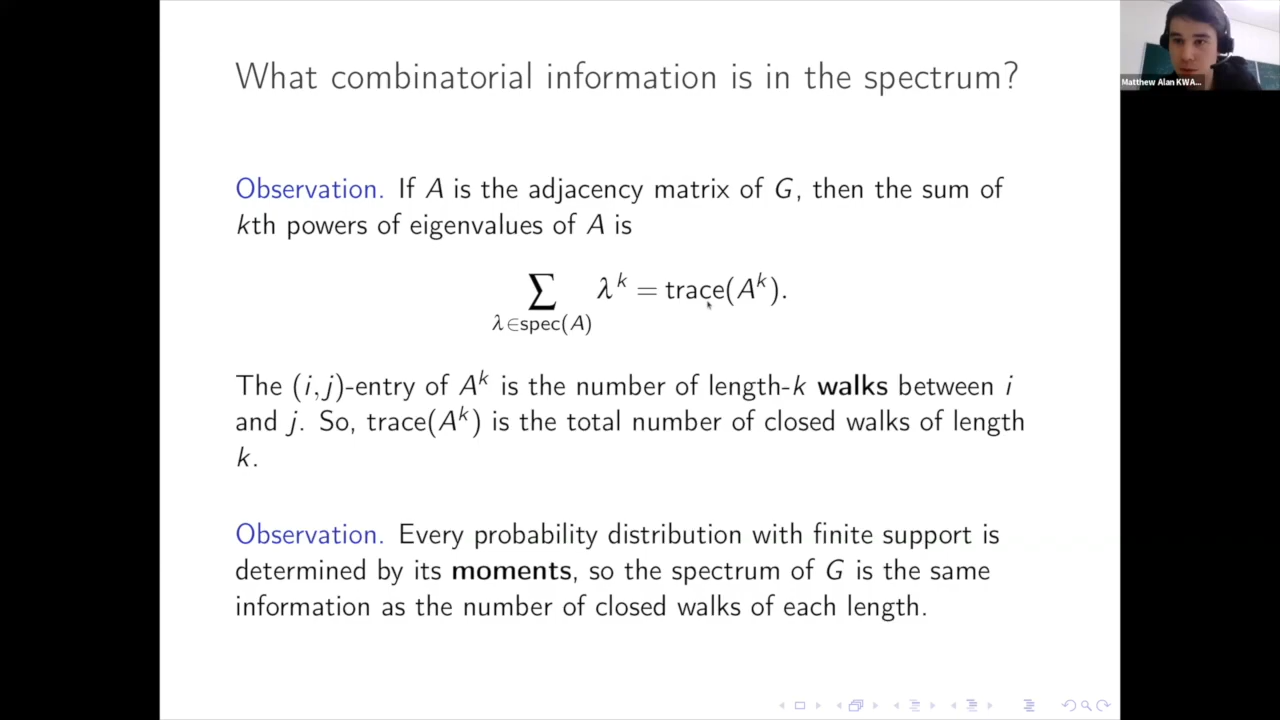 What combinatorial information is in the spectrum?
Matthew Alan KWA...
Observation. If A is the adjacency matrix of G, then the sum of
kth powers of eigenvalues of A is
∑ λ^k = trace(A^k).
λ∈spec(A)
The (i,j)-entry of A^k is the number of length-k walks between i
and j. So, trace(A^k) is the total number of closed walks of length
k.
Observation. Every probability distribution with finite support is
determined by its moments, so the spectrum of G is the same
information as the number of closed walks of each length.